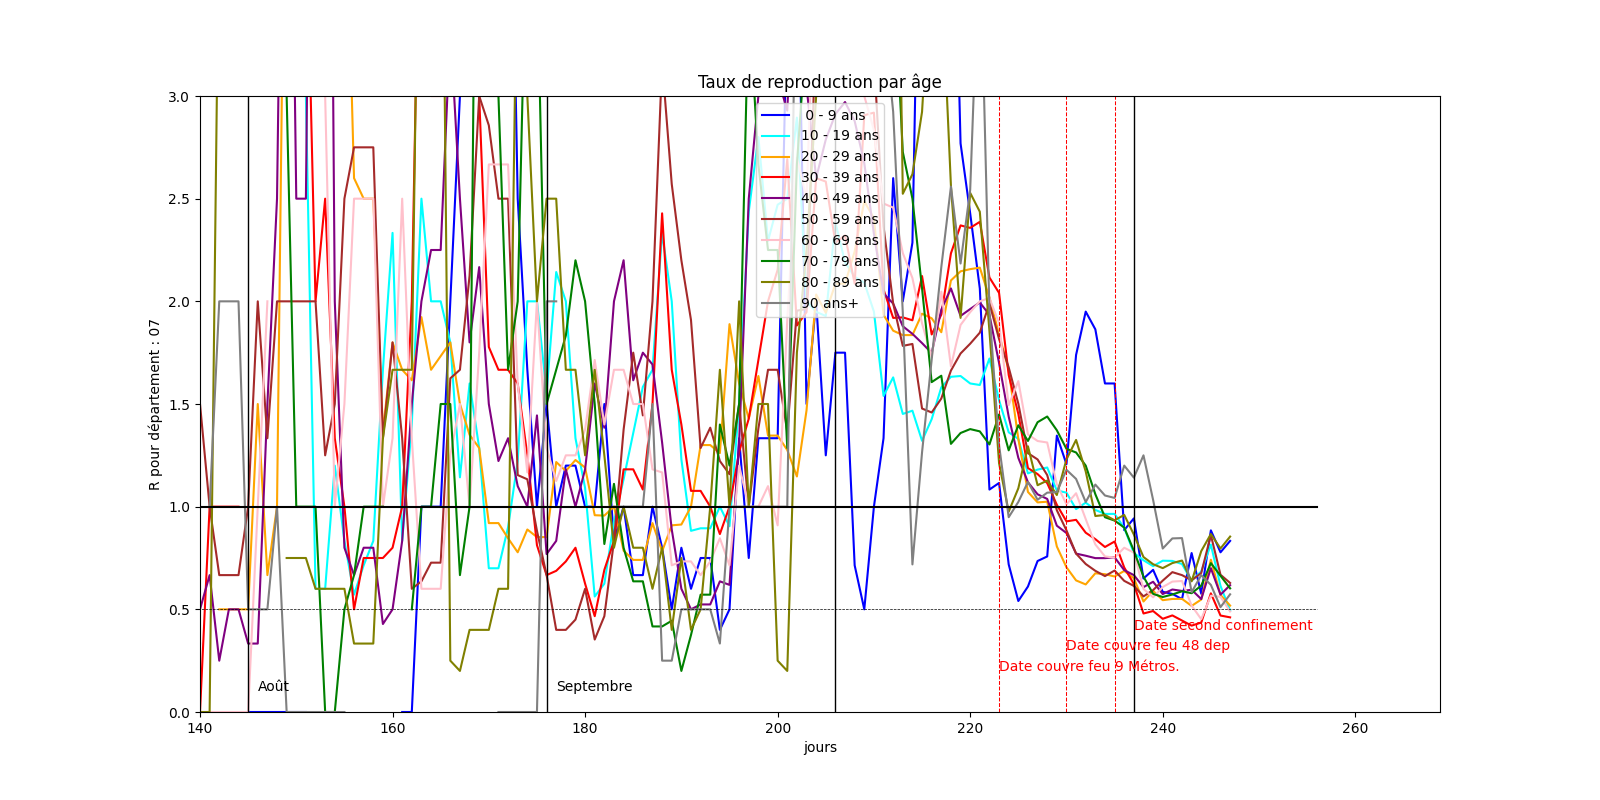 Taux de reproduction par âge
3.0
2.5
2.0
1.5
1.0
0.5
0.0
R pour département : 07
0 - 9 ans
10 - 19 ans
20 - 29 ans
30 - 39 ans
40 - 49 ans
50 - 59 ans
60 - 69 ans
70 - 79 ans
80 - 89 ans
90 ans+
Date second confinement
Date couvre feu 48 dep
Date couvre feu 9 Métros.
Août
Septembre
140
160
180
200
220
240
260
jours